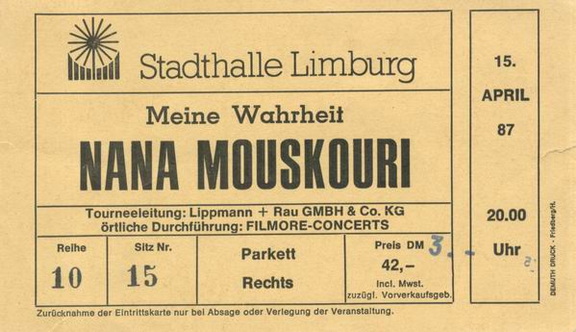 Stadthalle Limburg
Meine Wahrheit
NANA MOUSKOURI
Tourneeleitung: Lippmann + Rau GMBH & Co. KG
örtliche Durchführung: FILMORE-CONCERTS
Reihe
10
Sitz Nr.
15
Parkett
Rechts
Preis DM 3.-
42,–
Incl. Mwst.
zuzügl. Vorverkaufsgeb.
Zurücknahme der Eintrittskarte nur bei Absage oder Verlegung der Veranstaltung.
15.
APRIL
87
20.00
Uhr
DEMUTH DRUCK - Friedberg/H.